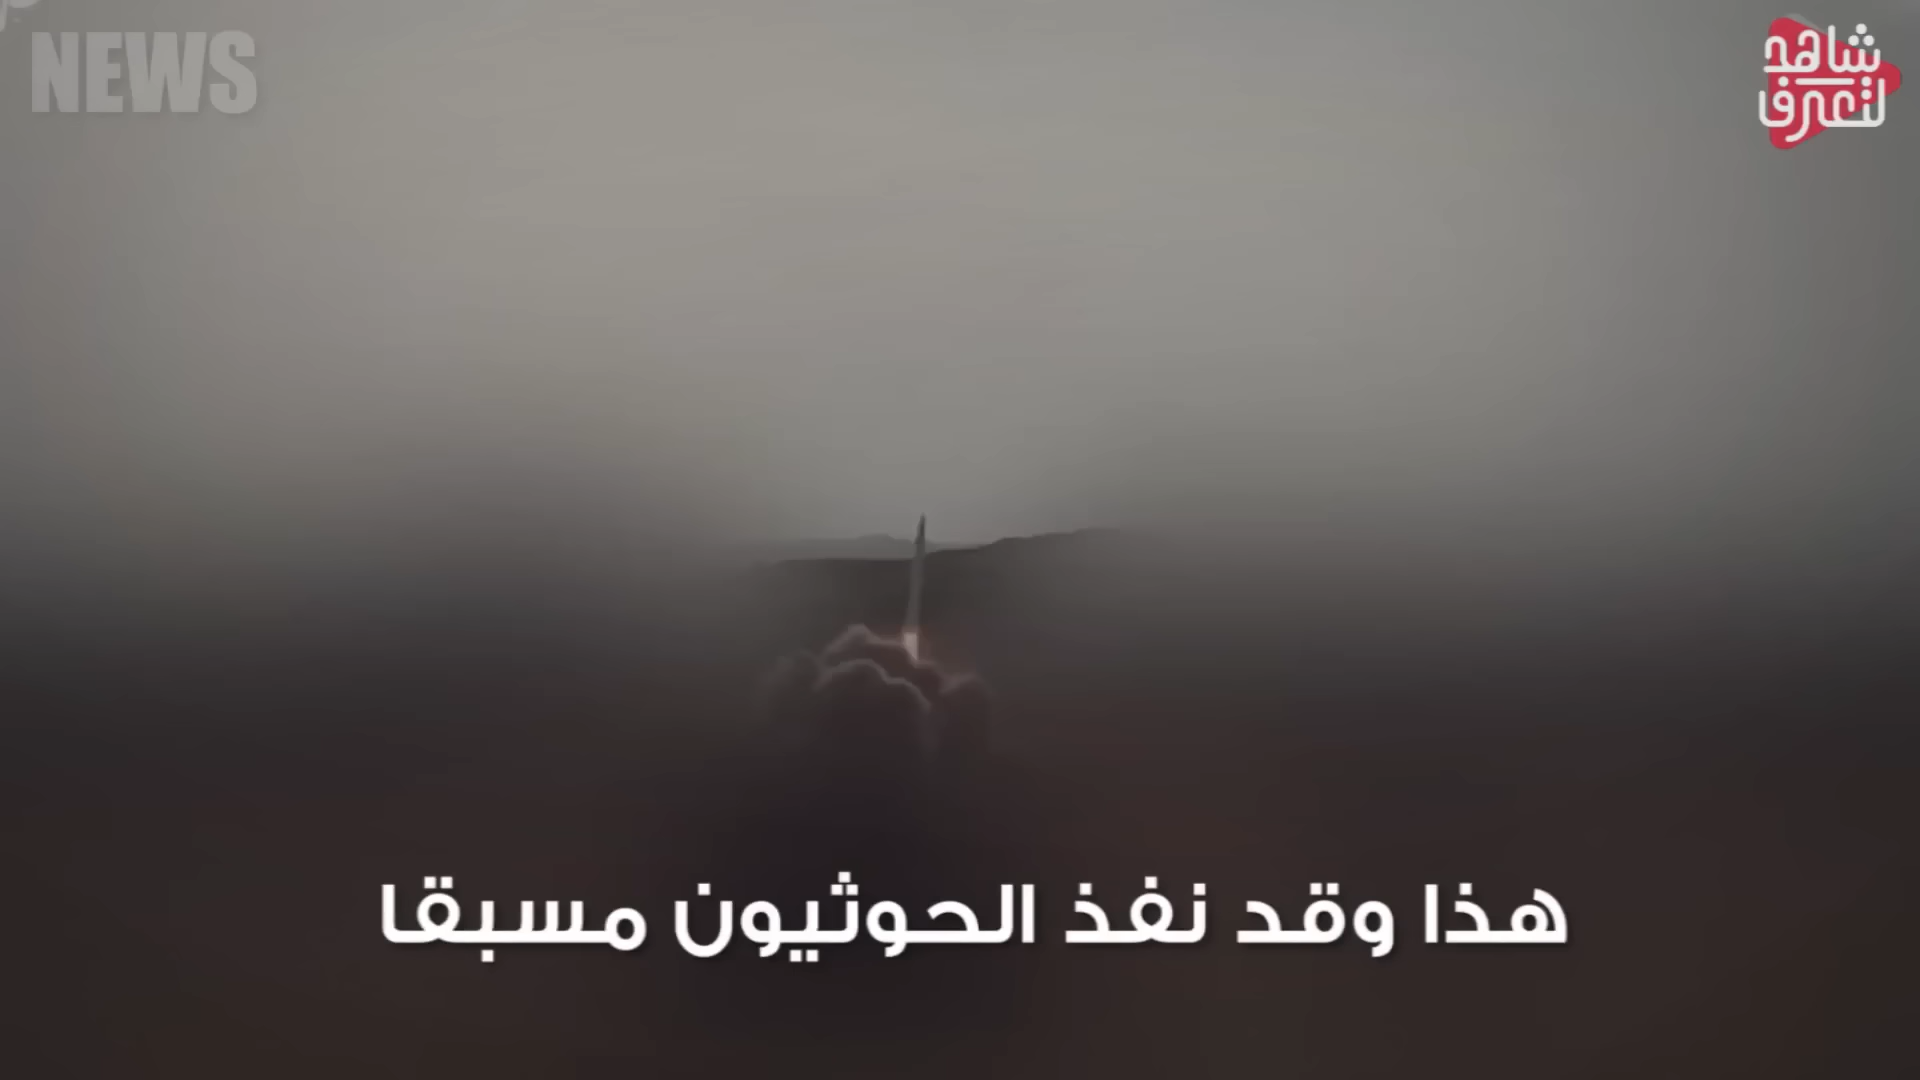 NEWS
شاهد
لتعرف
هذا وقد نفذ الحوثيون مسبقا